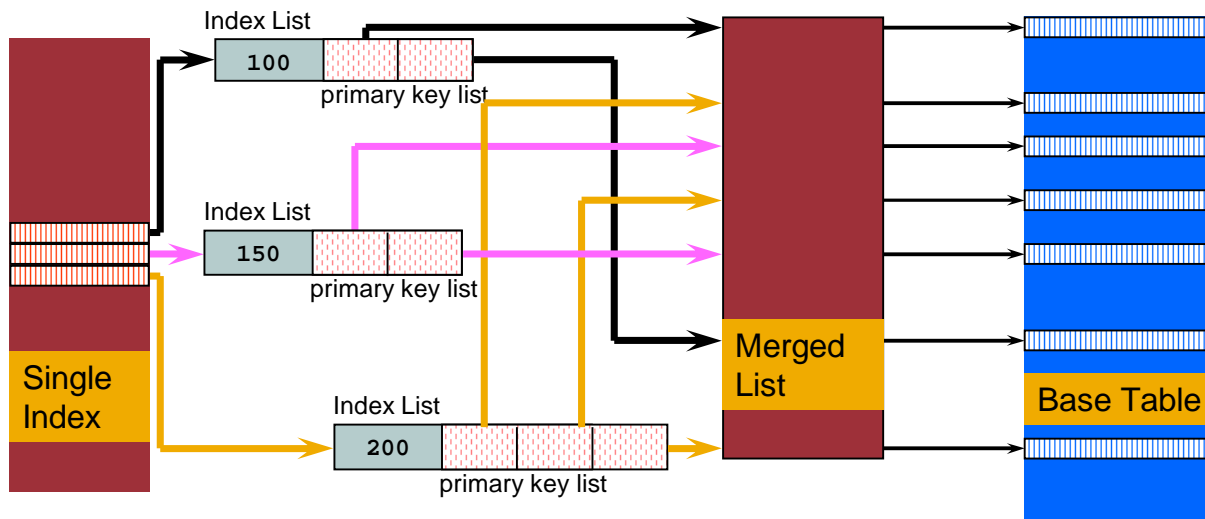 Index List
100
primary key list
Index List
150
primary key list
Single
Index
Index List
200
primary key list
Merged
List
Base Table